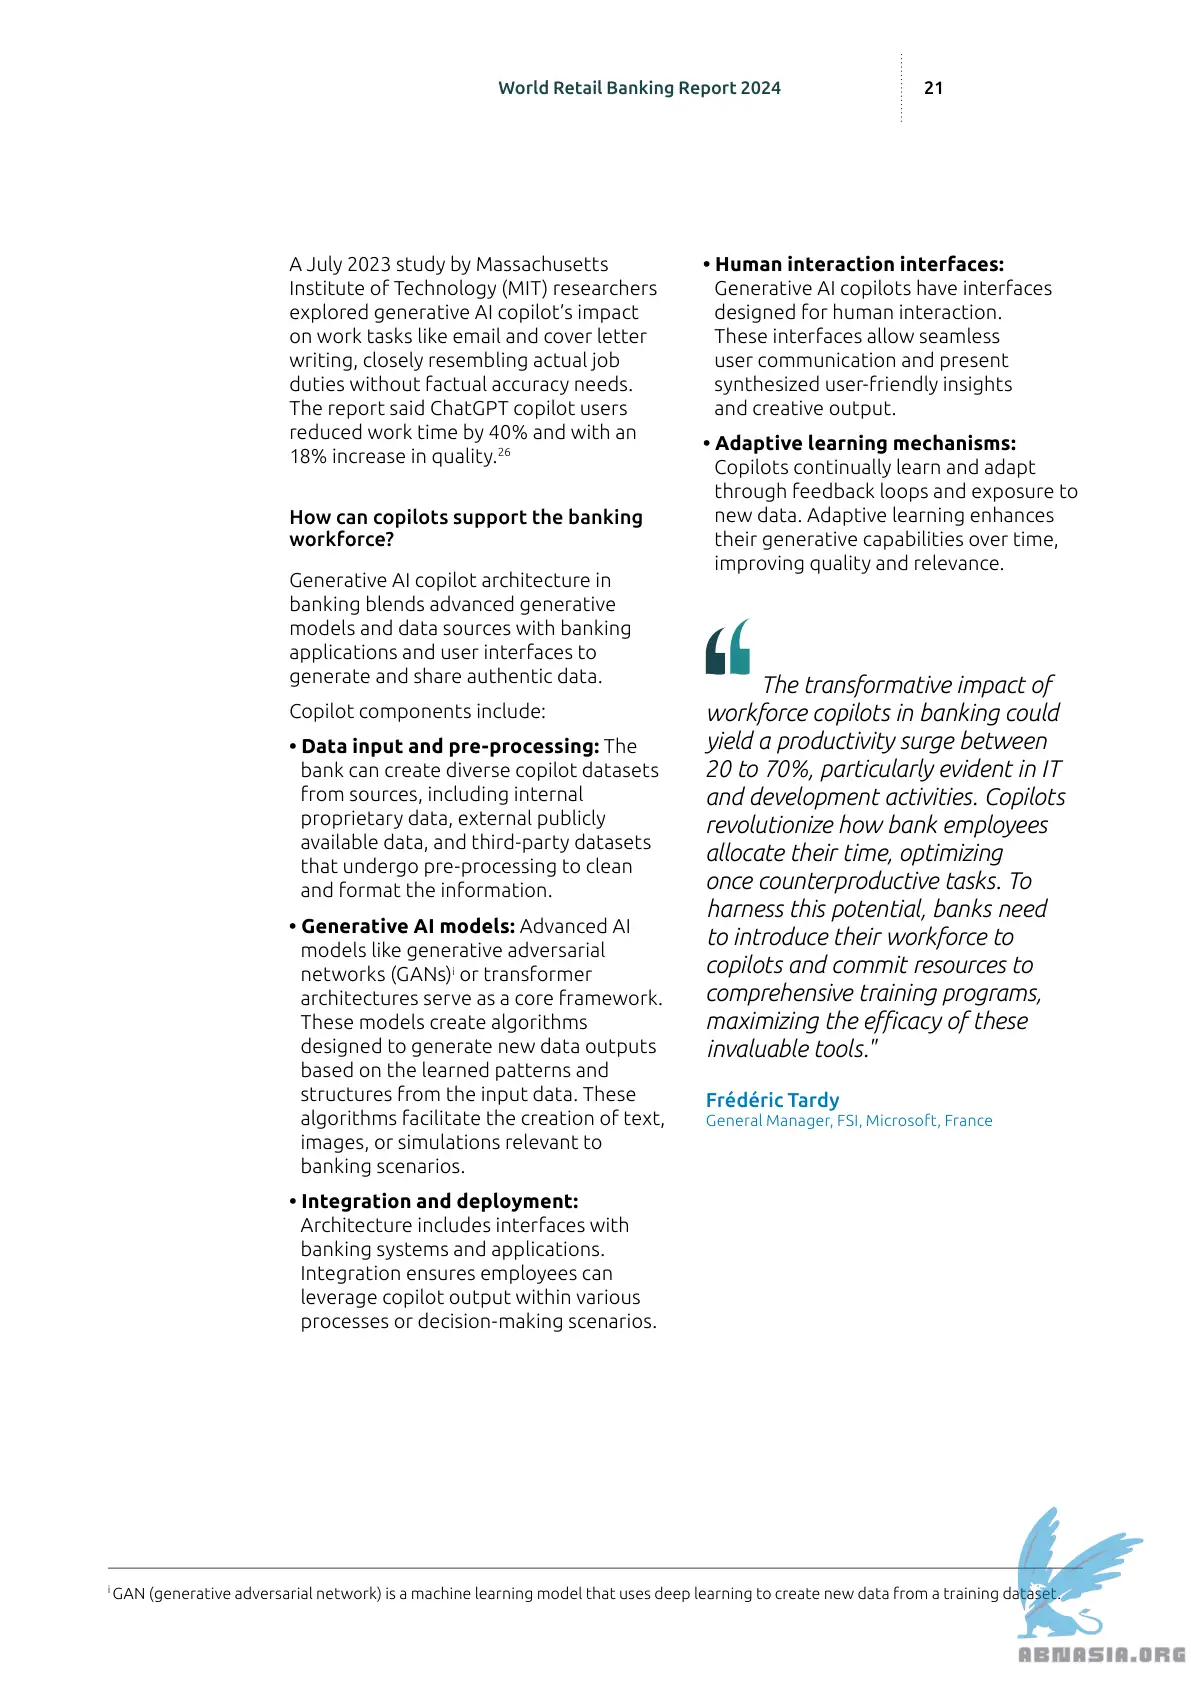 World Retail Banking Report 2024
21
A July 2023 study by Massachusetts
Institute of Technology (MIT) researchers
explored generative AI copilot’s impact
on work tasks like email and cover letter
writing, closely resembling actual job
duties without factual accuracy needs.
The report said ChatGPT copilot users
reduced work time by 40% and with an
18% increase in quality.26
How can copilots support the banking
workforce?
Generative AI copilot architecture in
banking blends advanced generative
models and data sources with banking
applications and user interfaces to
generate and share authentic data.
Copilot components include:
• Data input and pre-processing: The
bank can create diverse copilot datasets
from sources, including internal
proprietary data, external publicly
available data, and third-party datasets
that undergo pre-processing to clean
and format the information.
• Generative AI models: Advanced AI
models like generative adversarial
networks (GANs)i or transformer
architectures serve as a core framework.
These models create algorithms
designed to generate new data outputs
based on the learned patterns and
structures from the input data. These
algorithms facilitate the creation of text,
images, or simulations relevant to
banking scenarios.
• Integration and deployment:
Architecture includes interfaces with
banking systems and applications.
Integration ensures employees can
leverage copilot output within various
processes or decision-making scenarios.
• Human interaction interfaces:
Generative AI copilots have interfaces
designed for human interaction.
These interfaces allow seamless
user communication and present
synthesized user-friendly insights
and creative output.
• Adaptive learning mechanisms:
Copilots continually learn and adapt
through feedback loops and exposure to
new data. Adaptive learning enhances
their generative capabilities over time,
improving quality and relevance.
“ The transformative impact of
workforce copilots in banking could
yield a productivity surge between
20 to 70%, particularly evident in IT
and development activities. Copilots
revolutionize how bank employees
allocate their time, optimizing
once counterproductive tasks. To
harness this potential, banks need
to introduce their workforce to
copilots and commit resources to
comprehensive training programs,
maximizing the efficacy of these
invaluable tools."
Frédéric Tardy
General Manager, FSI, Microsoft, France
i GAN (generative adversarial network) is a machine learning model that uses deep learning to create new data from a training dataset.
ABNASIA.ORG